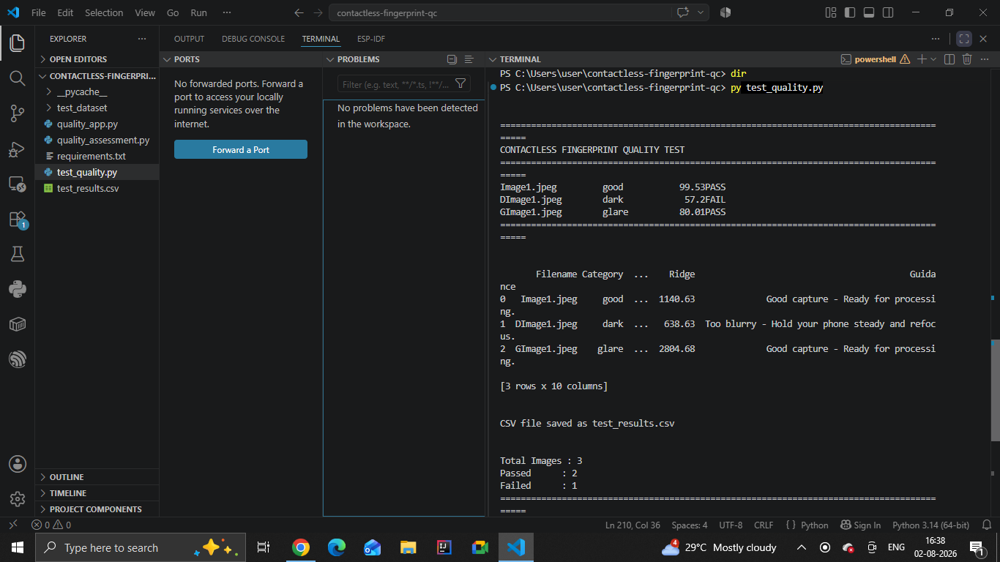 File Edit Selection View Go Run ···
contactless-fingerprint-qc
EXPLORER ···
OPEN EDITORS
CONTACTLESS-FINGERPRI...
__pycache__
test_dataset
quality_app.py
quality_assessment.py
requirements.txt
test_quality.py
test_results.csv
OUTLINE
TIMELINE
PROJECT COMPONENTS
1
OUTPUT DEBUG CONSOLE TERMINAL ESP-IDF
PORTS
No forwarded ports. Forward a
port to access your locally
running services over the
internet.
Forward a Port
PROBLEMS
Filter (e.g. text, **/*.ts, !**/...
No problems have been detected
in the workspace.
TERMINAL
powershell
PS C:\Users\user\contactless-fingerprint-qc> dir
PS C:\Users\user\contactless-fingerprint-qc> py test_quality.py
=====================================================================================
=====
CONTACTLESS FINGERPRINT QUALITY TEST
=====================================================================================
=====
Image1.jpeg         good           99.53PASS
DImage1.jpeg        dark            57.2FAIL
GImage1.jpeg        glare          80.01PASS
=====================================================================================
=====
Filename Category  ...    Ridge                                          Guida
nce
0   Image1.jpeg     good  ...  1140.63              Good capture - Ready for processi
ng.
1  DImage1.jpeg     dark  ...   638.63  Too blurry - Hold your phone steady and refoc
us.
2  GImage1.jpeg    glare  ...  2804.68              Good capture - Ready for processi
ng.
[3 rows x 10 columns]
CSV file saved as test_results.csv
Total Images : 3
Passed      : 2
Failed      : 1
=====================================================================================
=====
0 0
Ln 210, Col 36 Spaces: 4 UTF-8 CRLF { } Python Sign In Python 3.14 (64-bit)
Type here to search
4
29°C Mostly cloudy
ENG
16:38
02-08-2026
1